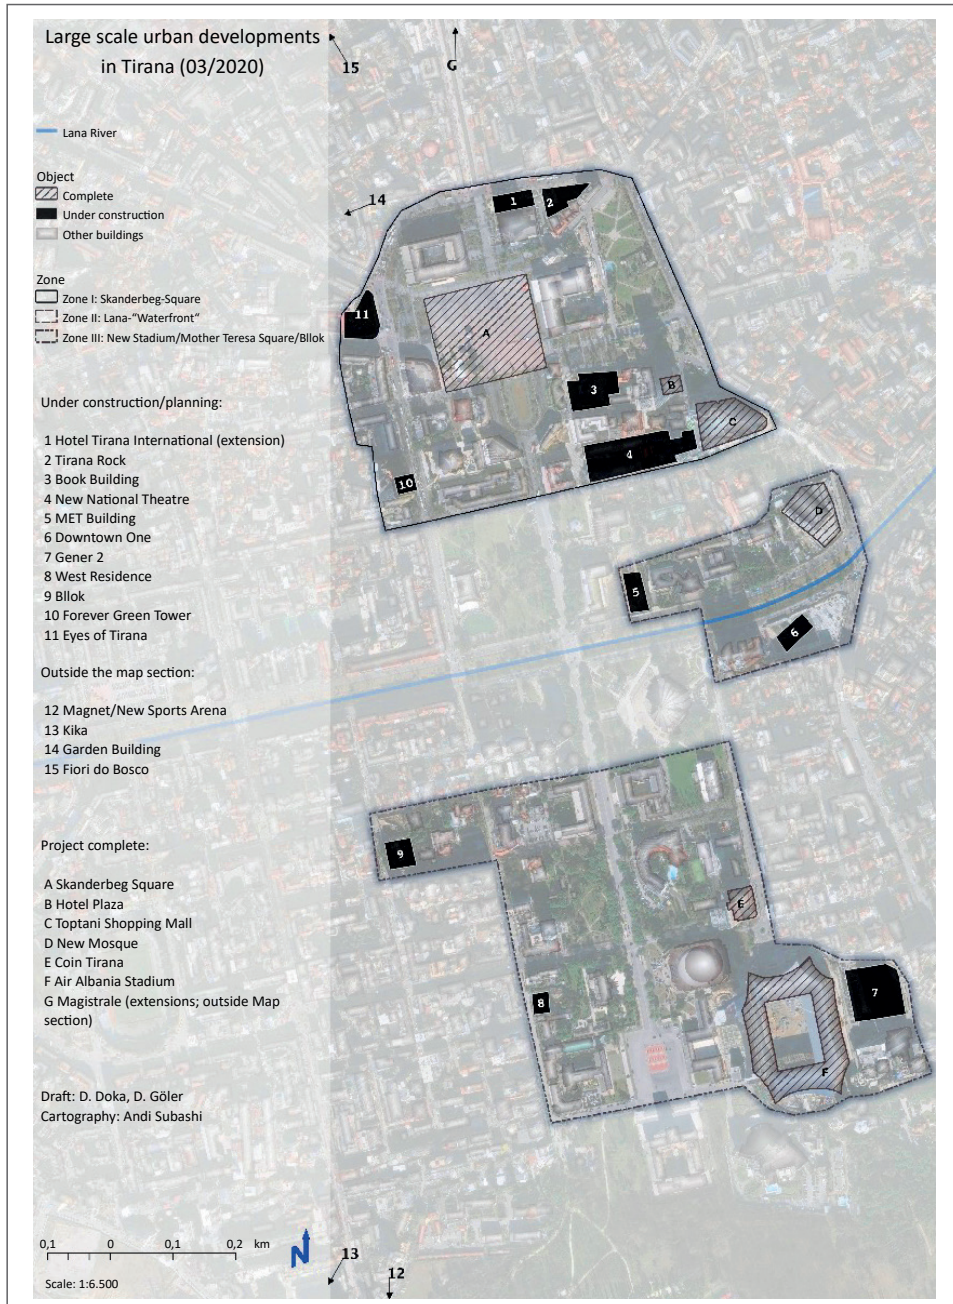 Large scale urban developments
in Tirana (03/2020)
15
G
Lana River
Object
Complete
Under construction
Other buildings
14
1
2
Zone
Zone I: Skanderbeg-Square
Zone II: Lana-"Waterfront"
Zone III: New Stadium/Mother Teresa Square/Bllok
11
A
3
B
C
4
10
Under construction/planning:
1 Hotel Tirana International (extension)
2 Tirana Rock
3 Book Building
4 New National Theatre
5 MET Building
6 Downtown One
7 Gener 2
8 West Residence
9 Bllok
10 Forever Green Tower
11 Eyes of Tirana
D
5
6
Outside the map section:
12 Magnet/New Sports Arena
13 Kika
14 Garden Building
15 Fiori do Bosco
Project complete:
A Skanderbeg Square
B Hotel Plaza
C Toptani Shopping Mall
D New Mosque
E Coin Tirana
F Air Albania Stadium
G Magistrale (extensions; outside Map
section)
9
E
8
7
F
Draft: D. Doka, D. Göler
Cartography: Andi Subashi
0,1 0 0,1 0,2 km
N
13
12
Scale: 1:6.500